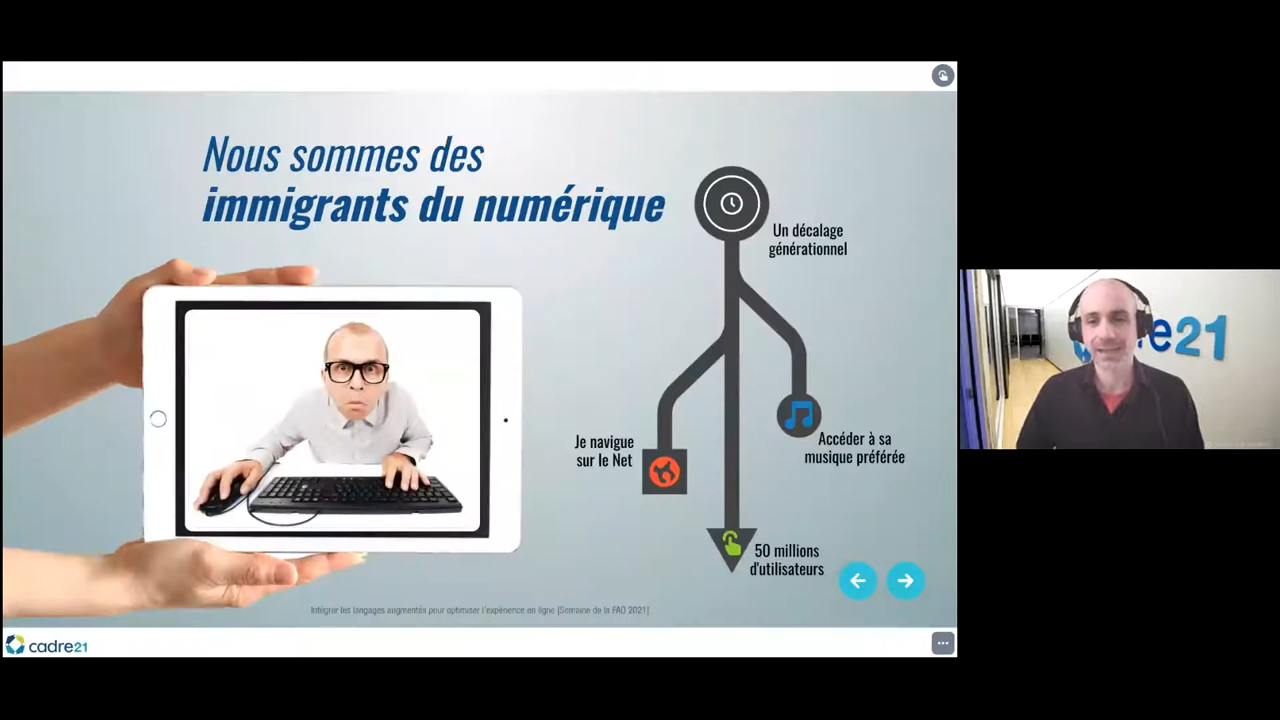 Nous sommes des
immigrants du numérique
Un décalage
générationnel
Je navigue
sur le Net
Accéder à sa
musique préférée
50 millions
d'utilisateurs
Intégrer les langages augmentés pour optimiser l'expérience en ligne [Semaine de la FAD 2021]
cadre21
e21